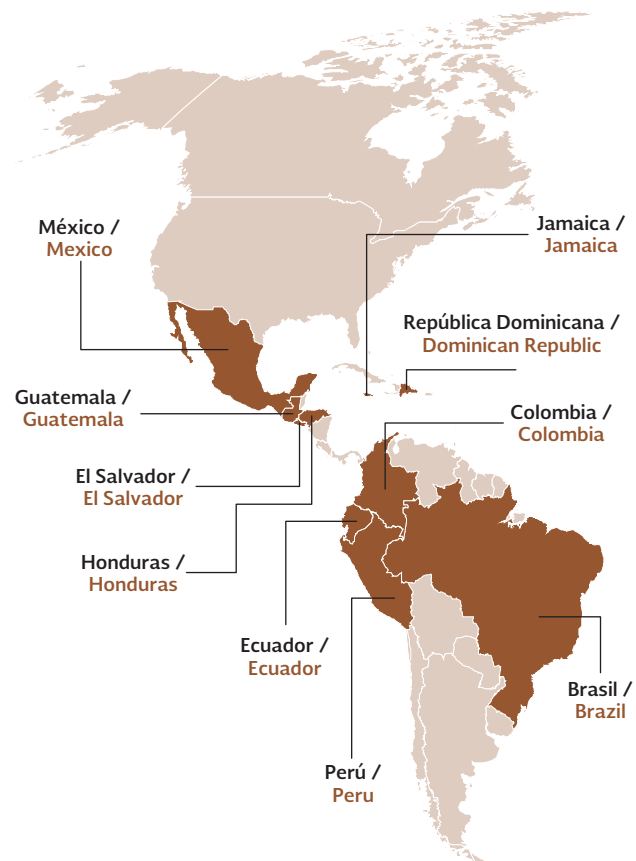 México /
Mexico
Jamaica /
Jamaica
República Dominicana /
Dominican Republic
Guatemala /
Guatemala
Colombia /
Colombia
El Salvador /
El Salvador
Honduras /
Honduras
Ecuador /
Ecuador
Brasil /
Brazil
Perú /
Peru